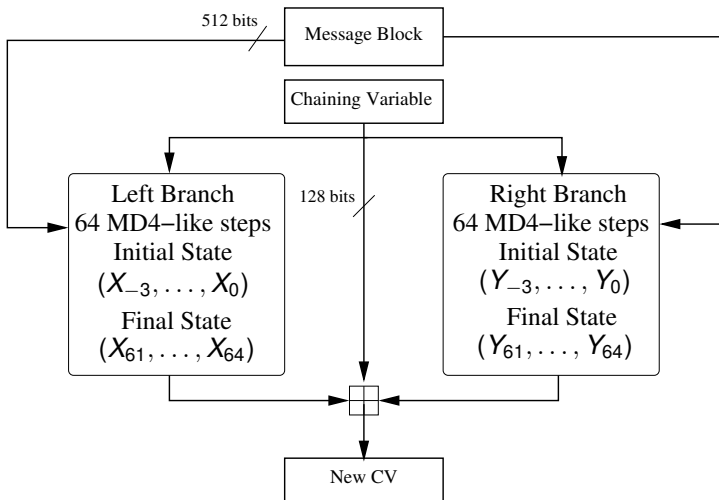 512 bits
Message Block
Chaining Variable
128 bits
Left Branch
64 MD4−like steps
Initial State
(X₋₃, . . . , X₀)
Final State
(X₆₁, . . . , X₆₄)
Right Branch
64 MD4−like steps
Initial State
(Y₋₃, . . . , Y₀)
Final State
(Y₆₁, . . . , Y₆₄)
New CV